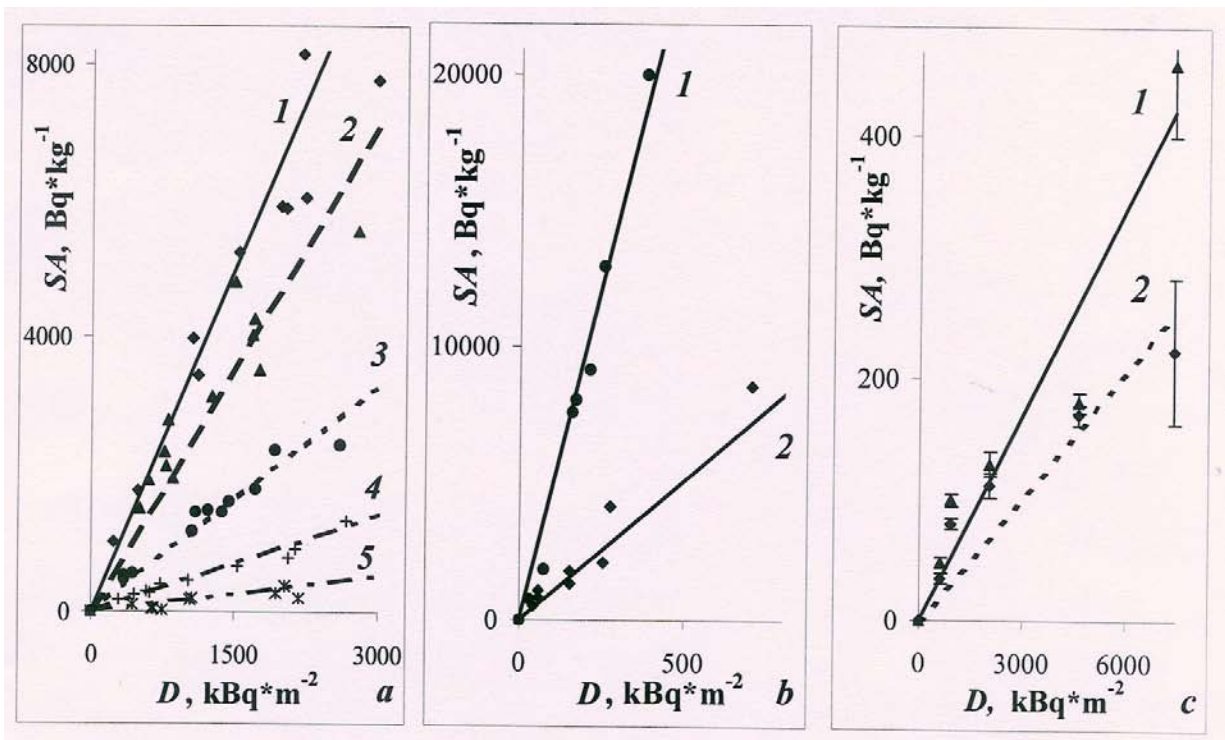 8000
4000
0
SA, Bq*kg-1
1
2
3
4
5
0 1500 3000
D, kBq*m-2 a
20000
10000
0
SA, Bq*kg-1
1
2
0 500
D, kBq*m-2 b
400
200
0
SA, Bq*kg-1
1
2
0 3000 6000
D, kBq*m-2 c